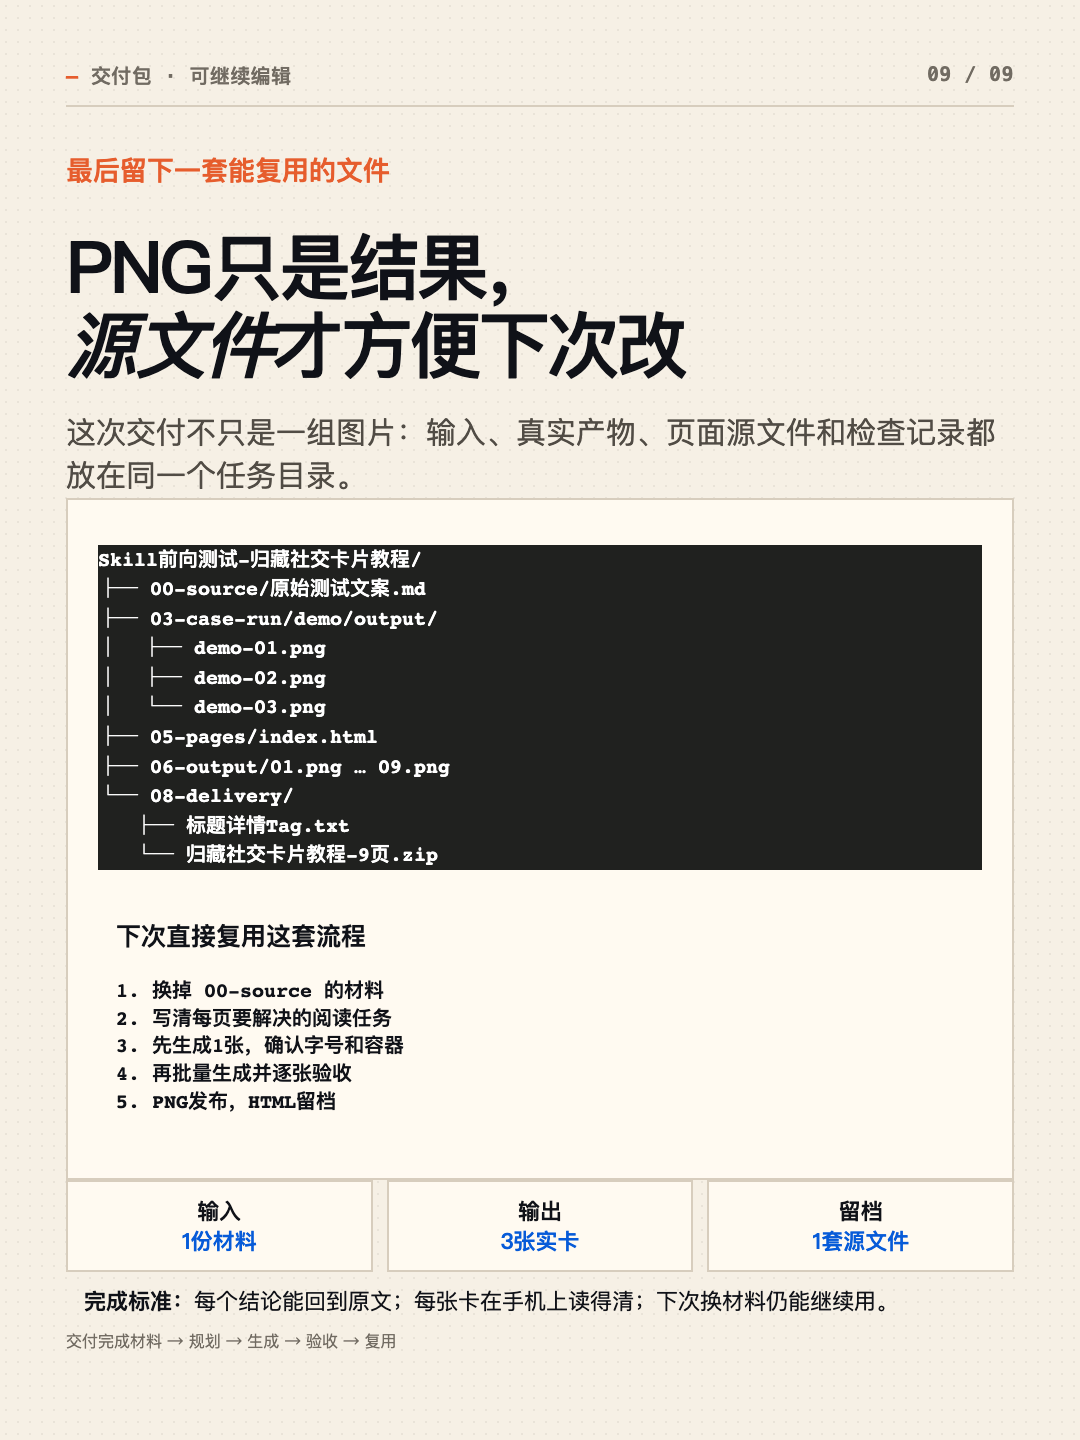 — 交付包 · 可继续编辑
09 / 09
最后留下一套能复用的文件
PNG只是结果，
源文件才方便下次改
这次交付不只是一组图片：输入、真实产物、页面源文件和检查记录都
放在同一个任务目录。
Skill前向测试-归藏社交卡片教程/
├── 00-source/原始测试文案.md
├── 03-case-run/demo/output/
│   ├── demo-01.png
│   ├── demo-02.png
│   └── demo-03.png
├── 05-pages/index.html
├── 06-output/01.png … 09.png
└── 08-delivery/
    ├── 标题详情Tag.txt
    └── 归藏社交卡片教程-9页.zip
下次直接复用这套流程
1. 换掉 00-source 的材料
2. 写清每页要解决的阅读任务
3. 先生成1张，确认字号和容器
4. 再批量生成并逐张验收
5. PNG发布，HTML留档
输入
1份材料
输出
3张实卡
留档
1套源文件
完成标准：每个结论能回到原文；每张卡在手机上读得清；下次换材料仍能继续用。
交付完成材料 → 规划 → 生成 → 验收 → 复用